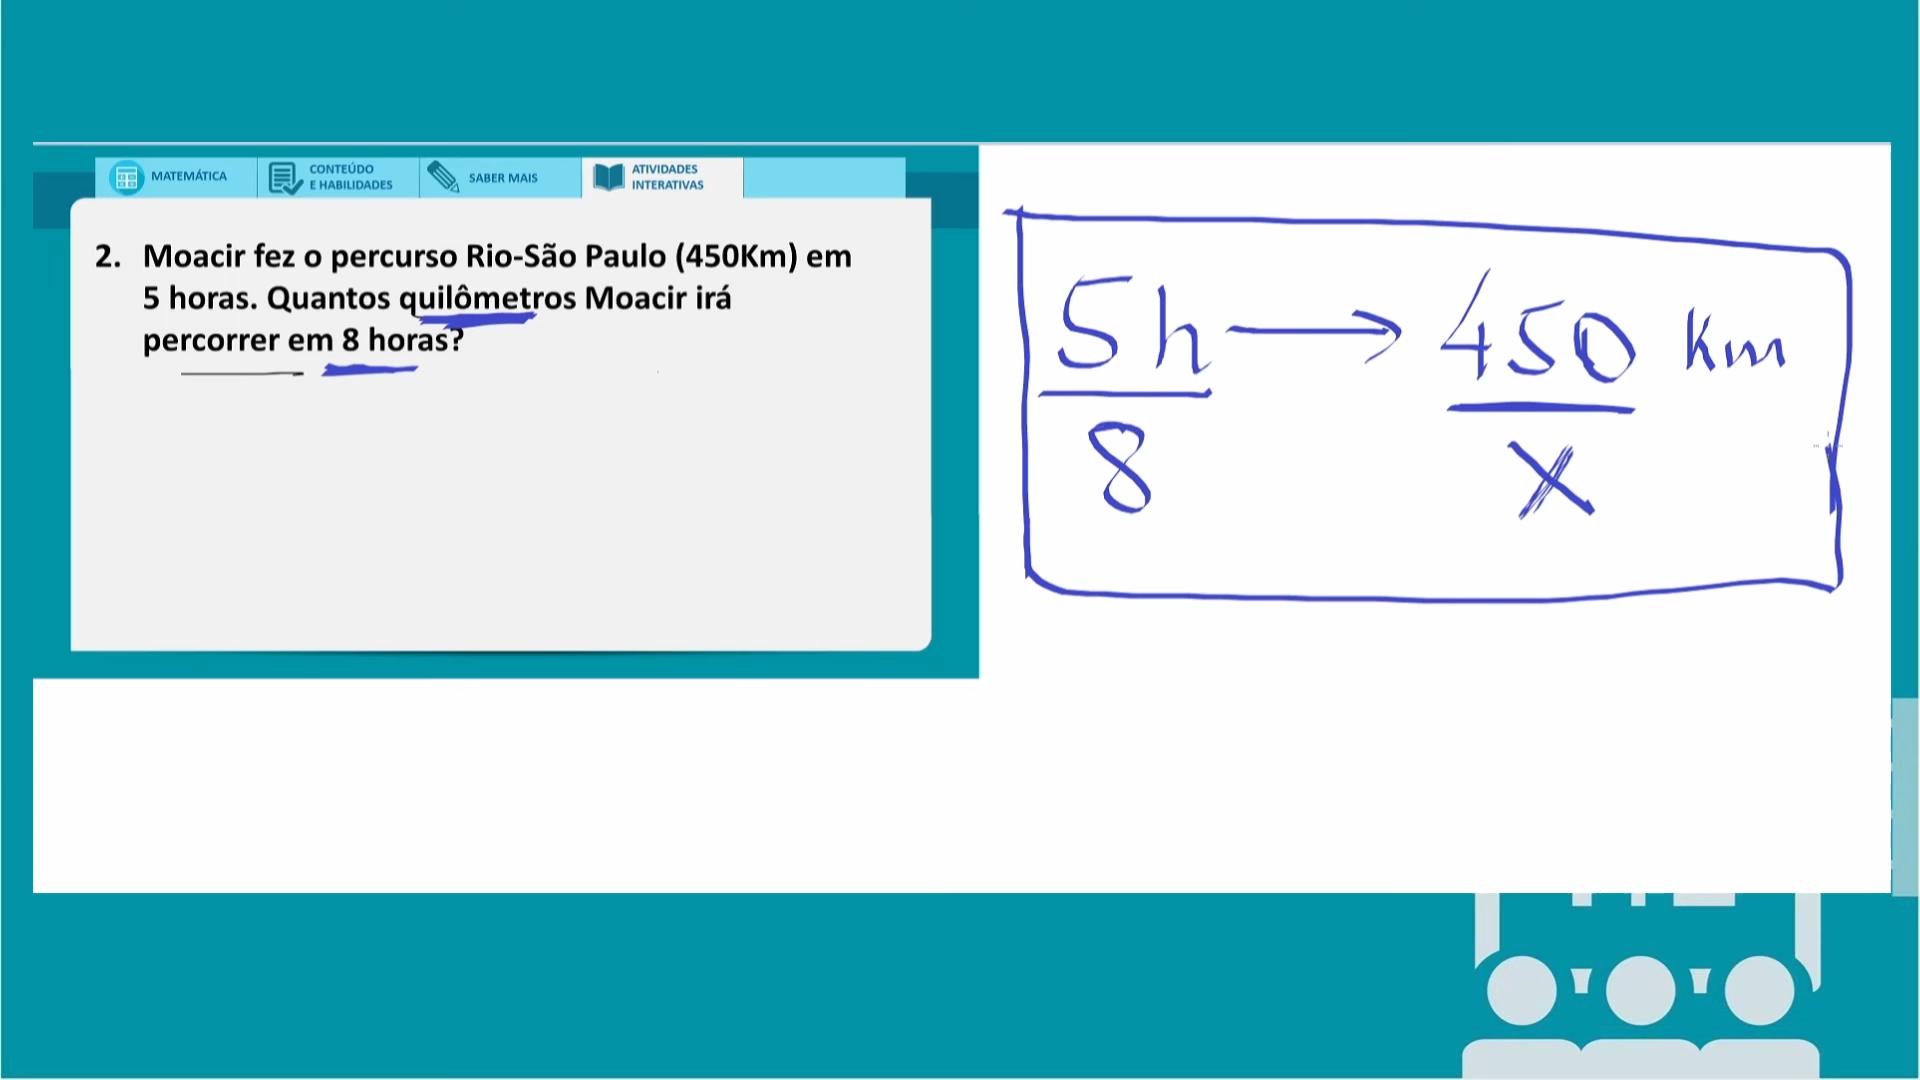 MATEMÁTICA
CONTEÚDO
E HABILIDADES
SABER MAIS
ATIVIDADES
INTERATIVAS
2. Moacir fez o percurso Rio-São Paulo (450Km) em
5 horas. Quantos quilômetros Moacir irá
percorrer em 8 horas?
5h → 450 Km
8 x